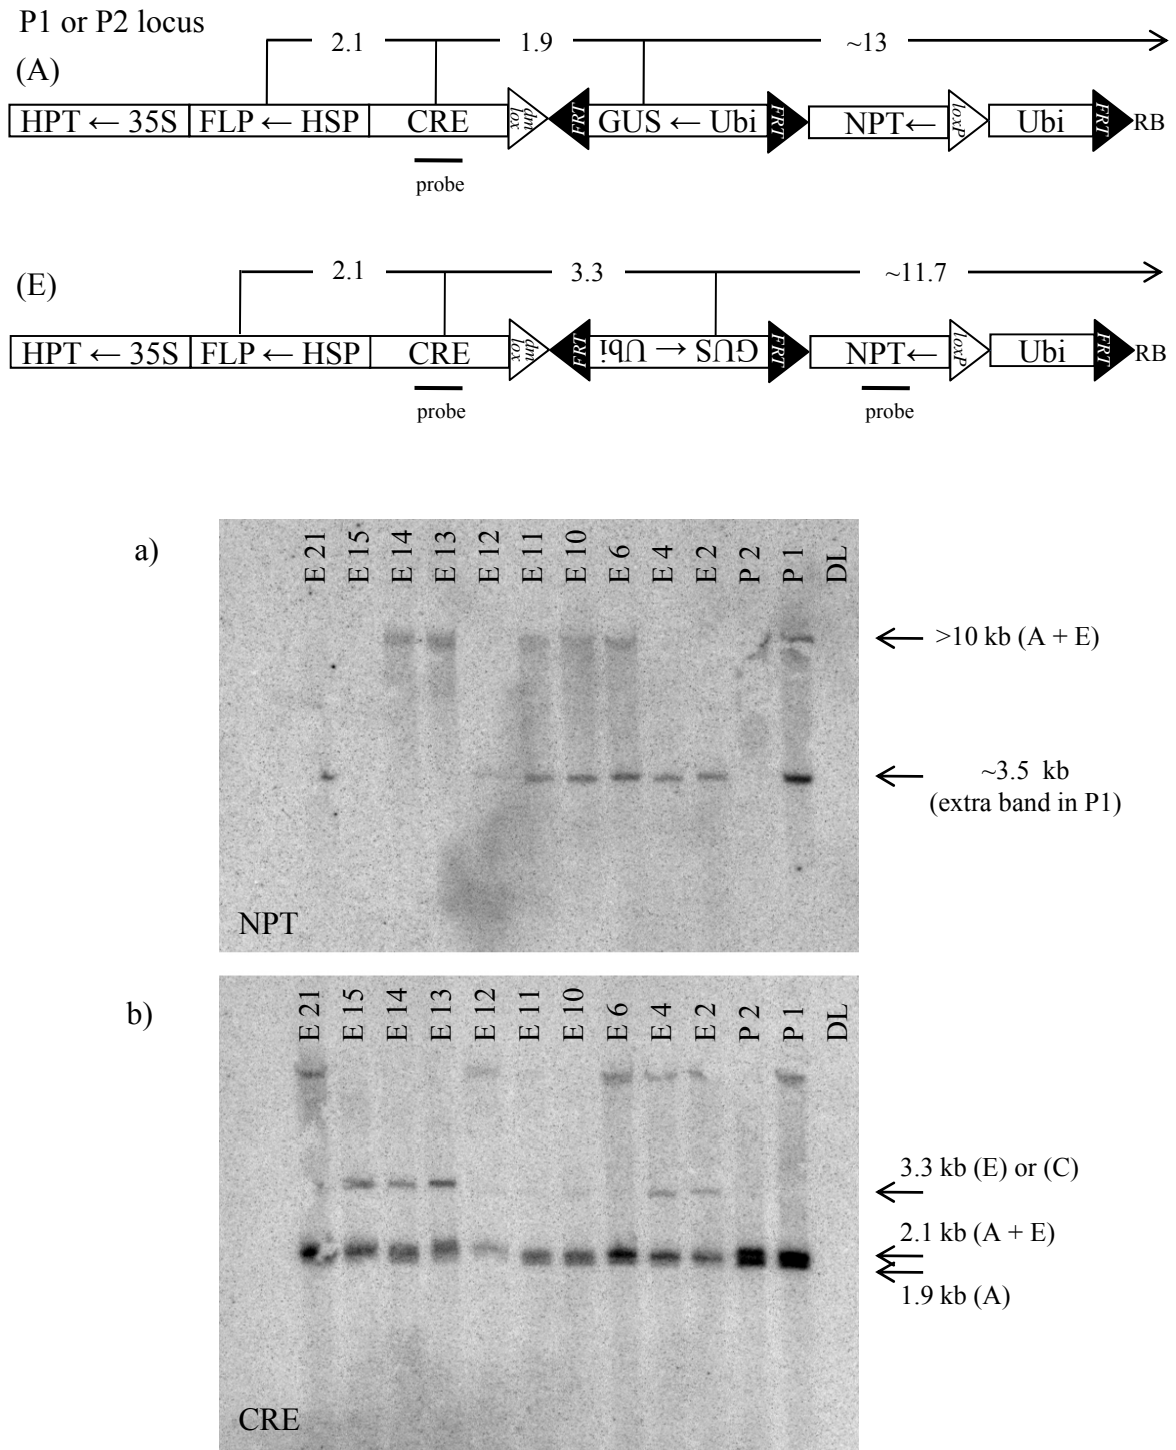 P1 or P2 locus
2.1 1.9 ~13
(A)
HPT ← 35S FLP ← HSP CRE dm lox FRT GUS ← Ubi FRT NPT← loxP Ubi FRT RB
probe
2.1 3.3 ~11.7
(E)
HPT ← 35S FLP ← HSP CRE dm lox FRT Ubi → GUS FRT NPT← loxP Ubi FRT RB
probe probe
a)
E 21 E 15 E 14 E 13 E 12 E 11 E 10 E 6 E 4 E 2 P 2 P 1 DL
>10 kb (A + E)
~3.5 kb
(extra band in P1)
NPT
b)
E 21 E 15 E 14 E 13 E 12 E 11 E 10 E 6 E 4 E 2 P 2 P 1 DL
3.3 kb (E) or (C)
2.1 kb (A + E)
1.9 kb (A)
CRE